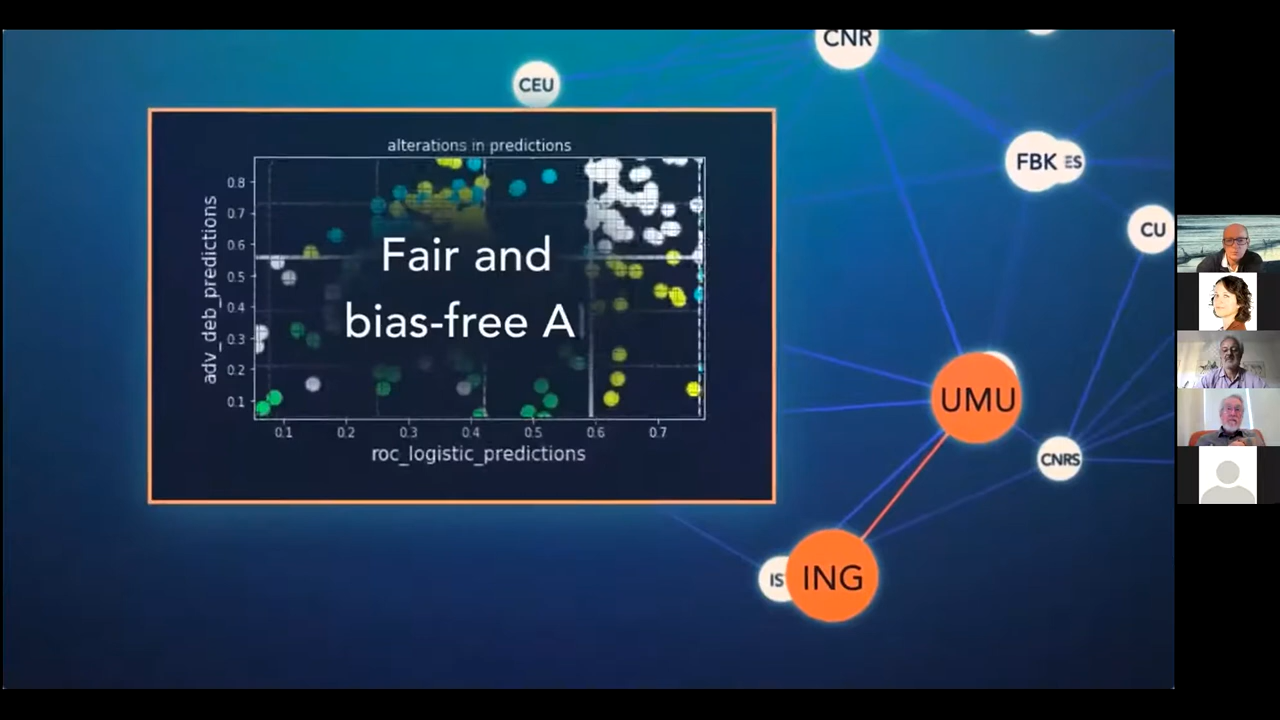 CNR
CEU
alterations in predictions
FBK
ES
0.8
0.7
0.6
0.5
0.4
0.3
0.2
0.1
adv_deb_predictions
Fair and
bias-free A
CU
0.1 0.2 0.3 0.4 0.5 0.6 0.7
roc_logistic_predictions
UMU
CNRS
IS
ING